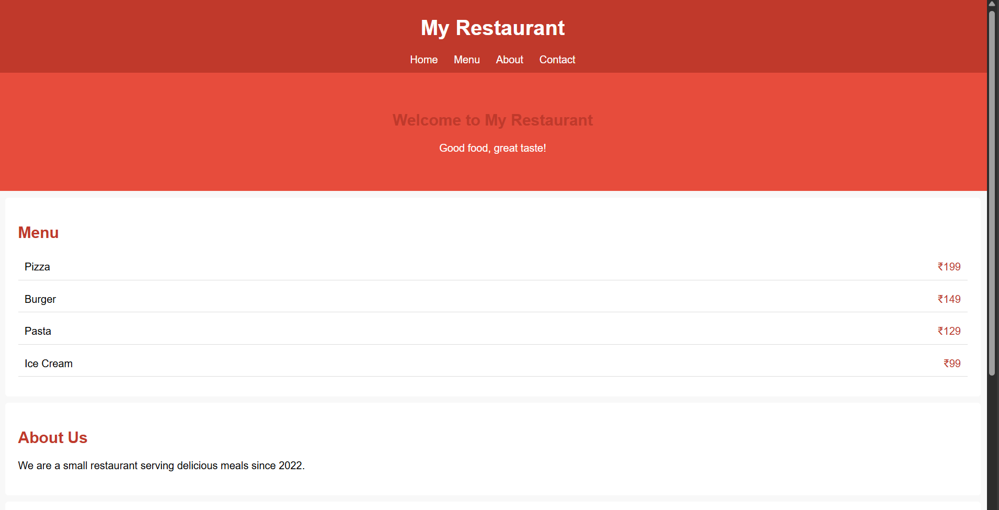 My Restaurant
Home Menu About Contact
Welcome to My Restaurant
Good food, great taste!
Menu
Pizza ₹199
Burger ₹149
Pasta ₹129
Ice Cream ₹99
About Us
We are a small restaurant serving delicious meals since 2022.